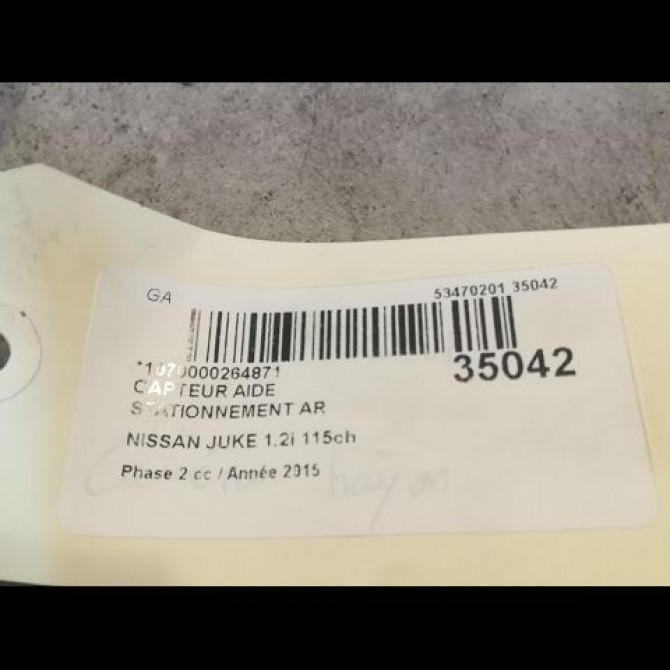 GA
53470201 35042
*1070000264871
35042
CAPTEUR AIDE
STATIONNEMENT AR
NISSAN JUKE 1.2i 115ch
Phase 2 cc / Année 2015
hayon